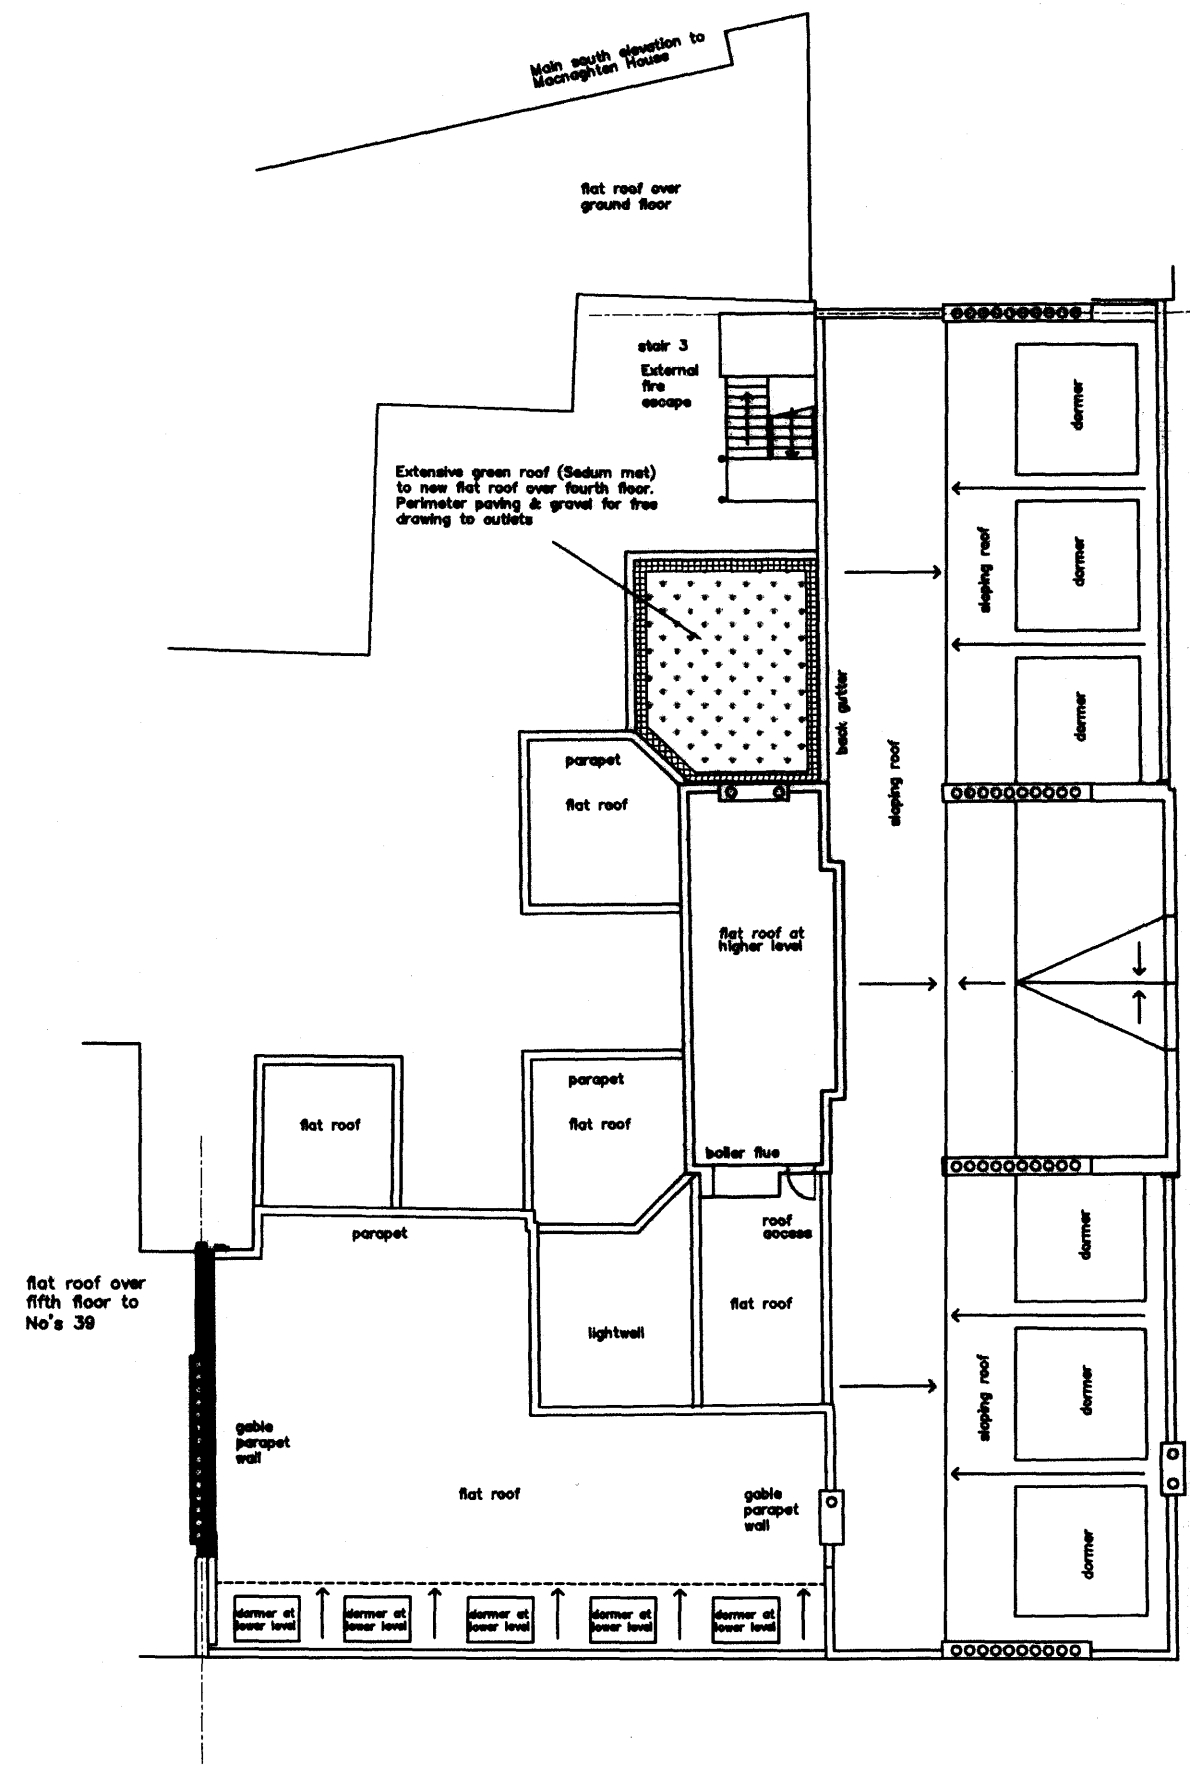 Main south elevation to
Macnaghten House
flat roof over
ground floor
stair 3
External
fire
escape
Extensive green roof (Sedum mat)
to new flat roof over fourth floor.
Perimeter paving & gravel for free
drawing to outlets
dormer
dormer
dormer
sloping roof
back gutter
sloping roof
parapet
flat roof
flat roof at
higher level
parapet
flat roof
flat roof
boiler flue
roof
access
parapet
flat roof over
fifth floor to
No's 39
flat roof
lightwell
dormer
dormer
dormer
sloping roof
gable
parapet
wall
flat roof
gable
parapet
wall
dormer at
lower level
dormer at
lower level
dormer at
lower level
dormer at
lower level
dormer at
lower level